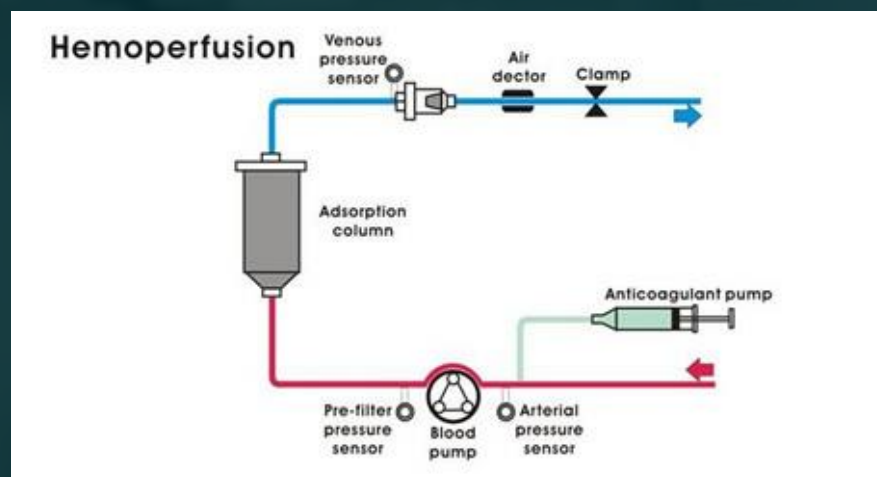 Hemoperfusion
Venous
pressure
sensor
Air
dector
Clamp
Adsorption
column
Anticoagulant pump
Pre-filter
pressure
sensor
Blood
pump
Arterial
pressure
sensor